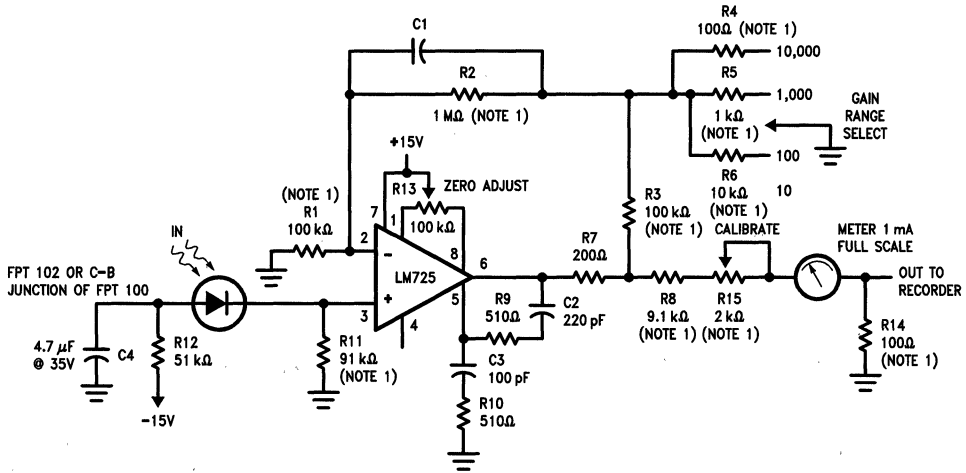 C1
R2
1 MΩ (NOTE 1)
R4
100Ω (NOTE 1)
10,000
R5
1,000
1 kΩ
(NOTE 1)
GAIN
RANGE
SELECT
100
R6
10 kΩ
(NOTE 1)
10
+15V
R13
ZERO ADJUST
100 kΩ
(NOTE 1)
R1
100 kΩ
7
1
2
−
8
LM725
6
5
+
3
4
R3
100 kΩ
(NOTE 1)
CALIBRATE
METER 1 mA
FULL SCALE
IN
FPT 102 OR C–B
JUNCTION OF FPT 100
R7
200Ω
R9
510Ω
C2
220 pF
R8
9.1 kΩ
(NOTE 1)
R15
2 kΩ
(NOTE 1)
OUT TO
RECORDER
4.7 μF
@ 35V
C4
R12
51 kΩ
−15V
R11
91 kΩ
(NOTE 1)
C3
100 pF
R10
510Ω
R14
100Ω
(NOTE 1)